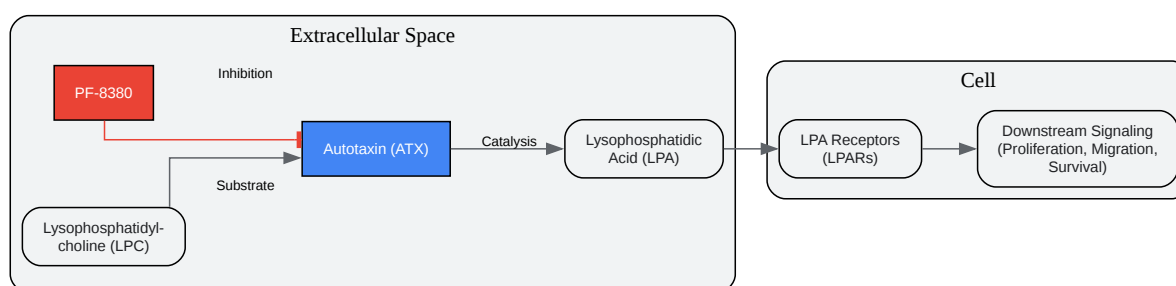 Extracellular Space
Inhibition
PF-8380
Autotaxin (ATX)
Catalysis
Substrate
Lysophosphatidyl-
choline (LPC)
Lysophosphatidic
Acid (LPA)
Cell
LPA Receptors
(LPARs)
Downstream Signaling
(Proliferation, Migration,
Survival)